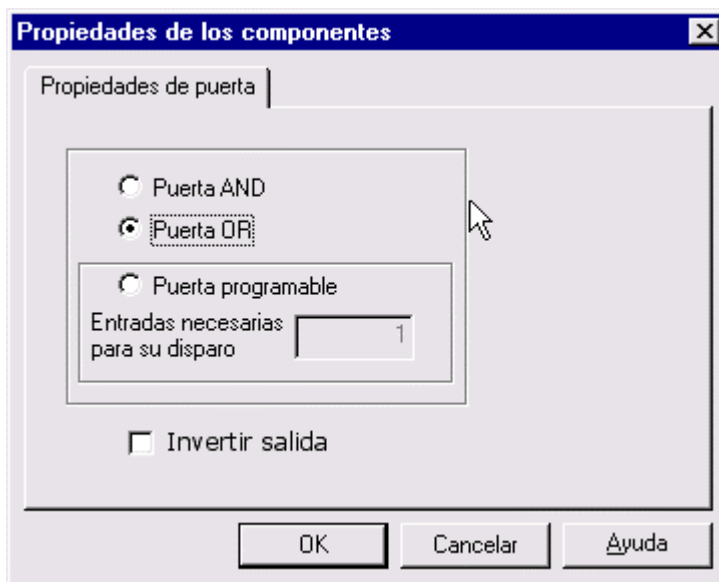 Propiedades de los componentes
Propiedades de puerta
Puerta AND
Puerta OR
Puerta programable
Entradas necesarias
para su disparo
1
Invertir salida
OK
Cancelar
Ayuda